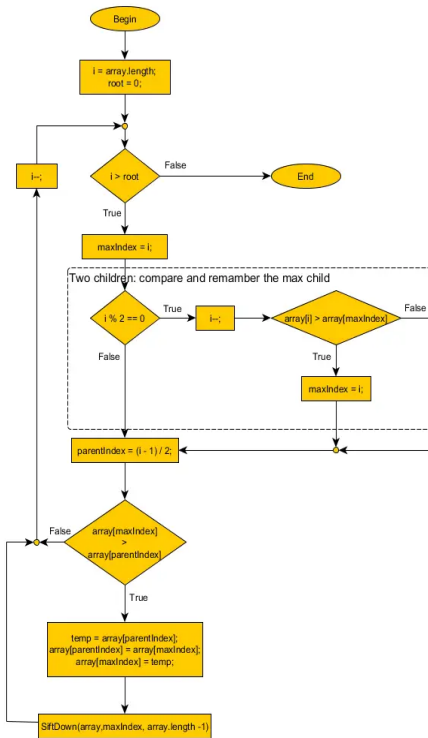 Begin
i = array.length;
root = 0;
i--;
i > root
False
End
True
maxIndex = i;
Two children: compare and remamber the max child
i % 2 == 0
True
i--;
array[i] > array[maxIndex]
False
False
True
maxIndex = i;
parentIndex = (i - 1) / 2;
False
array[maxIndex]
>
array[parentIndex]
True
temp = array[parentIndex];
array[parentIndex] = array[maxIndex];
array[maxIndex] = temp;
SiftDown(array,maxIndex, array.length -1)